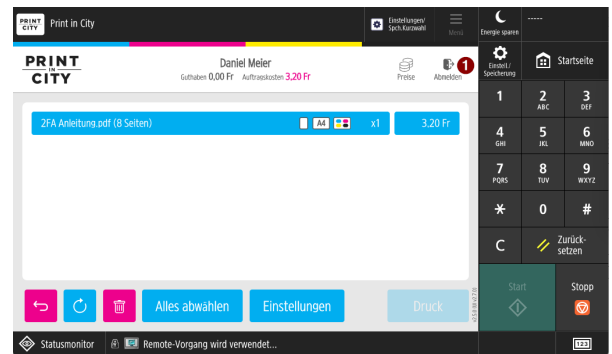 PRINT
CITY
Print in City
Einstellungen/
Spch.Kurzwahl
Menü
Energie sparen
-----
PRINT
IN
CITY
Daniel Meier
Guthaben 0,00 Fr Auftragskosten 3,20 Fr
Preise
Abmelden
1
Einstell./
Speicherung
Startseite
2FA Anleitung.pdf (8 Seiten)
A4
x1
3,20 Fr
1
2
ABC
3
DEF
4
GHI
5
JKL
6
MNO
7
PQRS
8
TUV
9
WXYZ
*
0
#
C
Zurück-
setzen
Alles abwählen
Einstellungen
Druck
Start
Stopp
Statusmonitor
Remote-Vorgang wird verwendet...
123